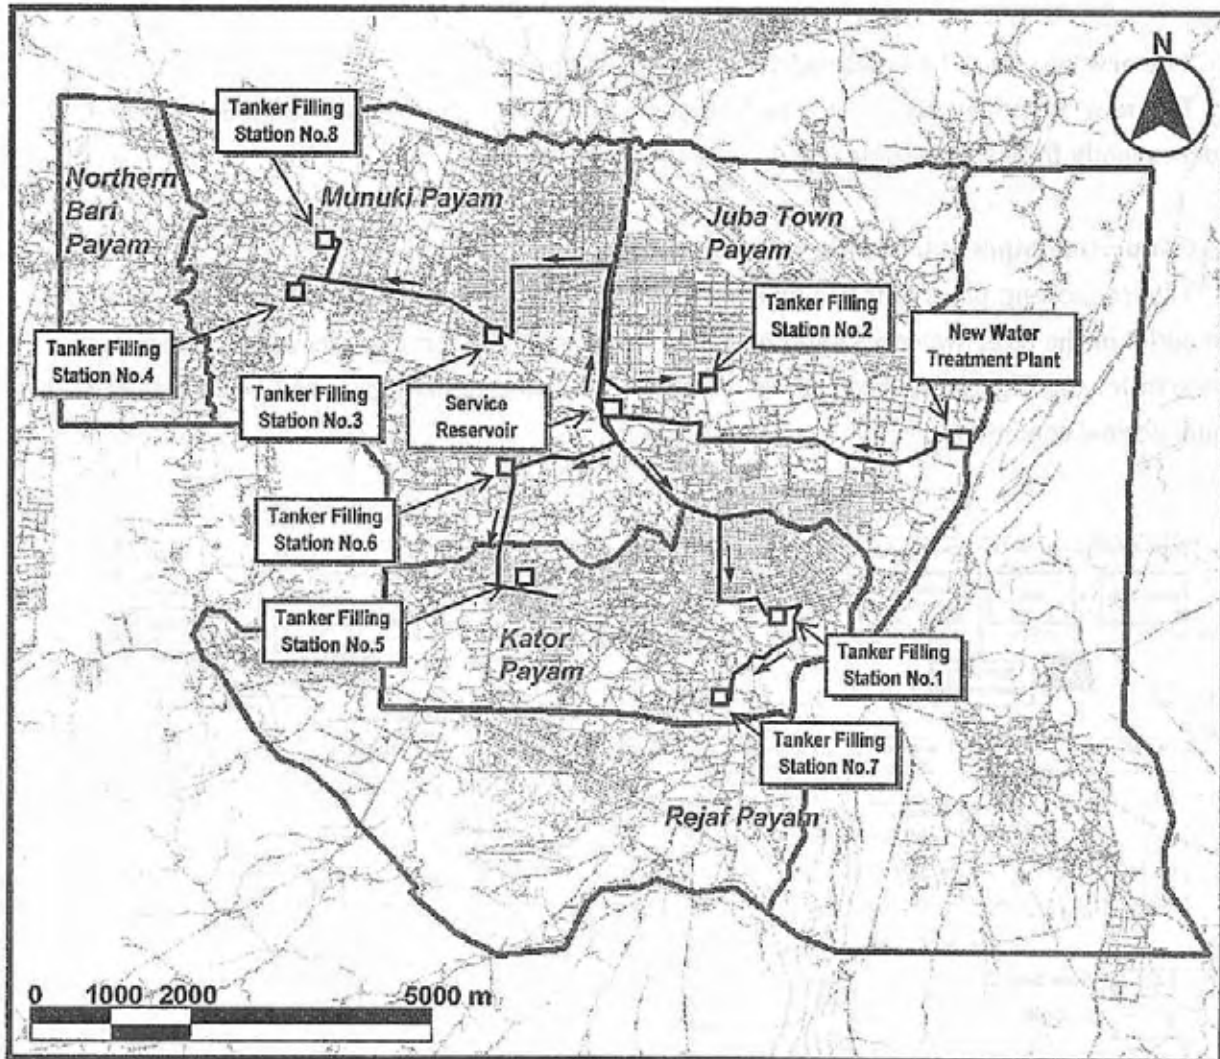 N
Tanker Filling
Station No.8
Northern
Bari
Payam
Munuki Payam
Juba Town
Payam
Tanker Filling
Station No.2
New Water
Treatment Plant
Tanker Filling
Station No.4
Tanker Filling
Station No.3
Service
Reservoir
Tanker Filling
Station No.6
Tanker Filling
Station No.5
Kator
Payam
Tanker Filling
Station No.1
Tanker Filling
Station No.7
Rejaf Payam
0 1000 2000 5000 m